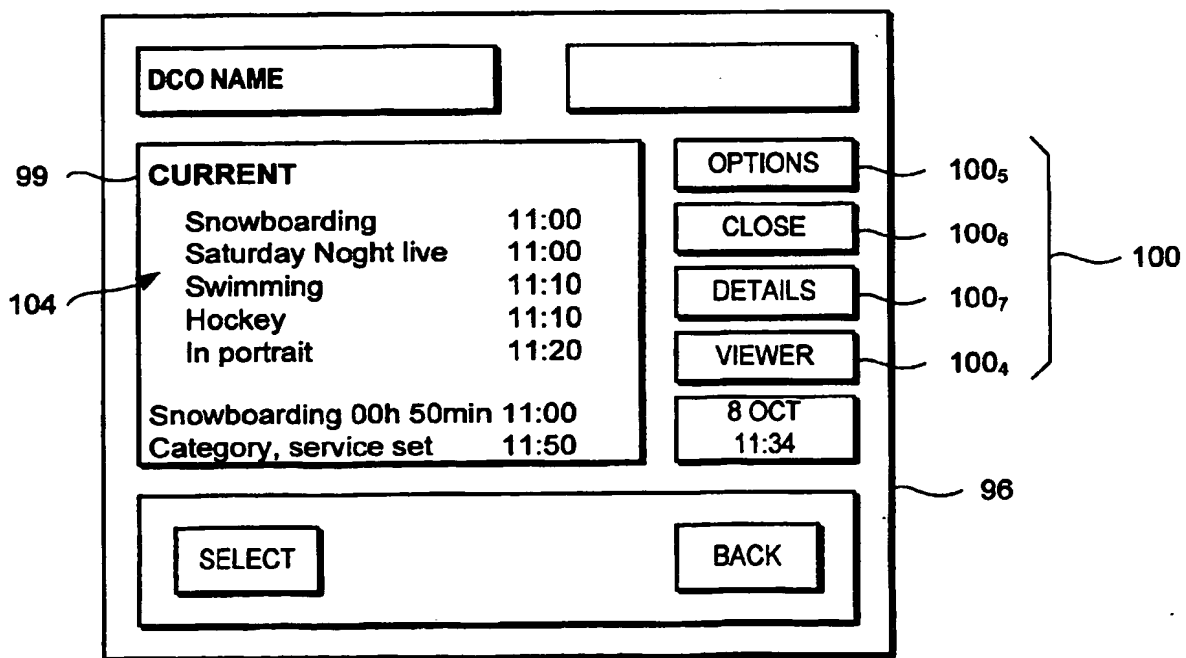 DCO NAME
99
CURRENT
Snowboarding 11:00
Saturday Noght live 11:00
Swimming 11:10
Hockey 11:10
In portrait 11:20
Snowboarding 00h 50min 11:00
Category, service set 11:50
104
OPTIONS 100₅
CLOSE 100₆
DETAILS 100₇
VIEWER 100₄
100
8 OCT
11:34
96
SELECT
BACK